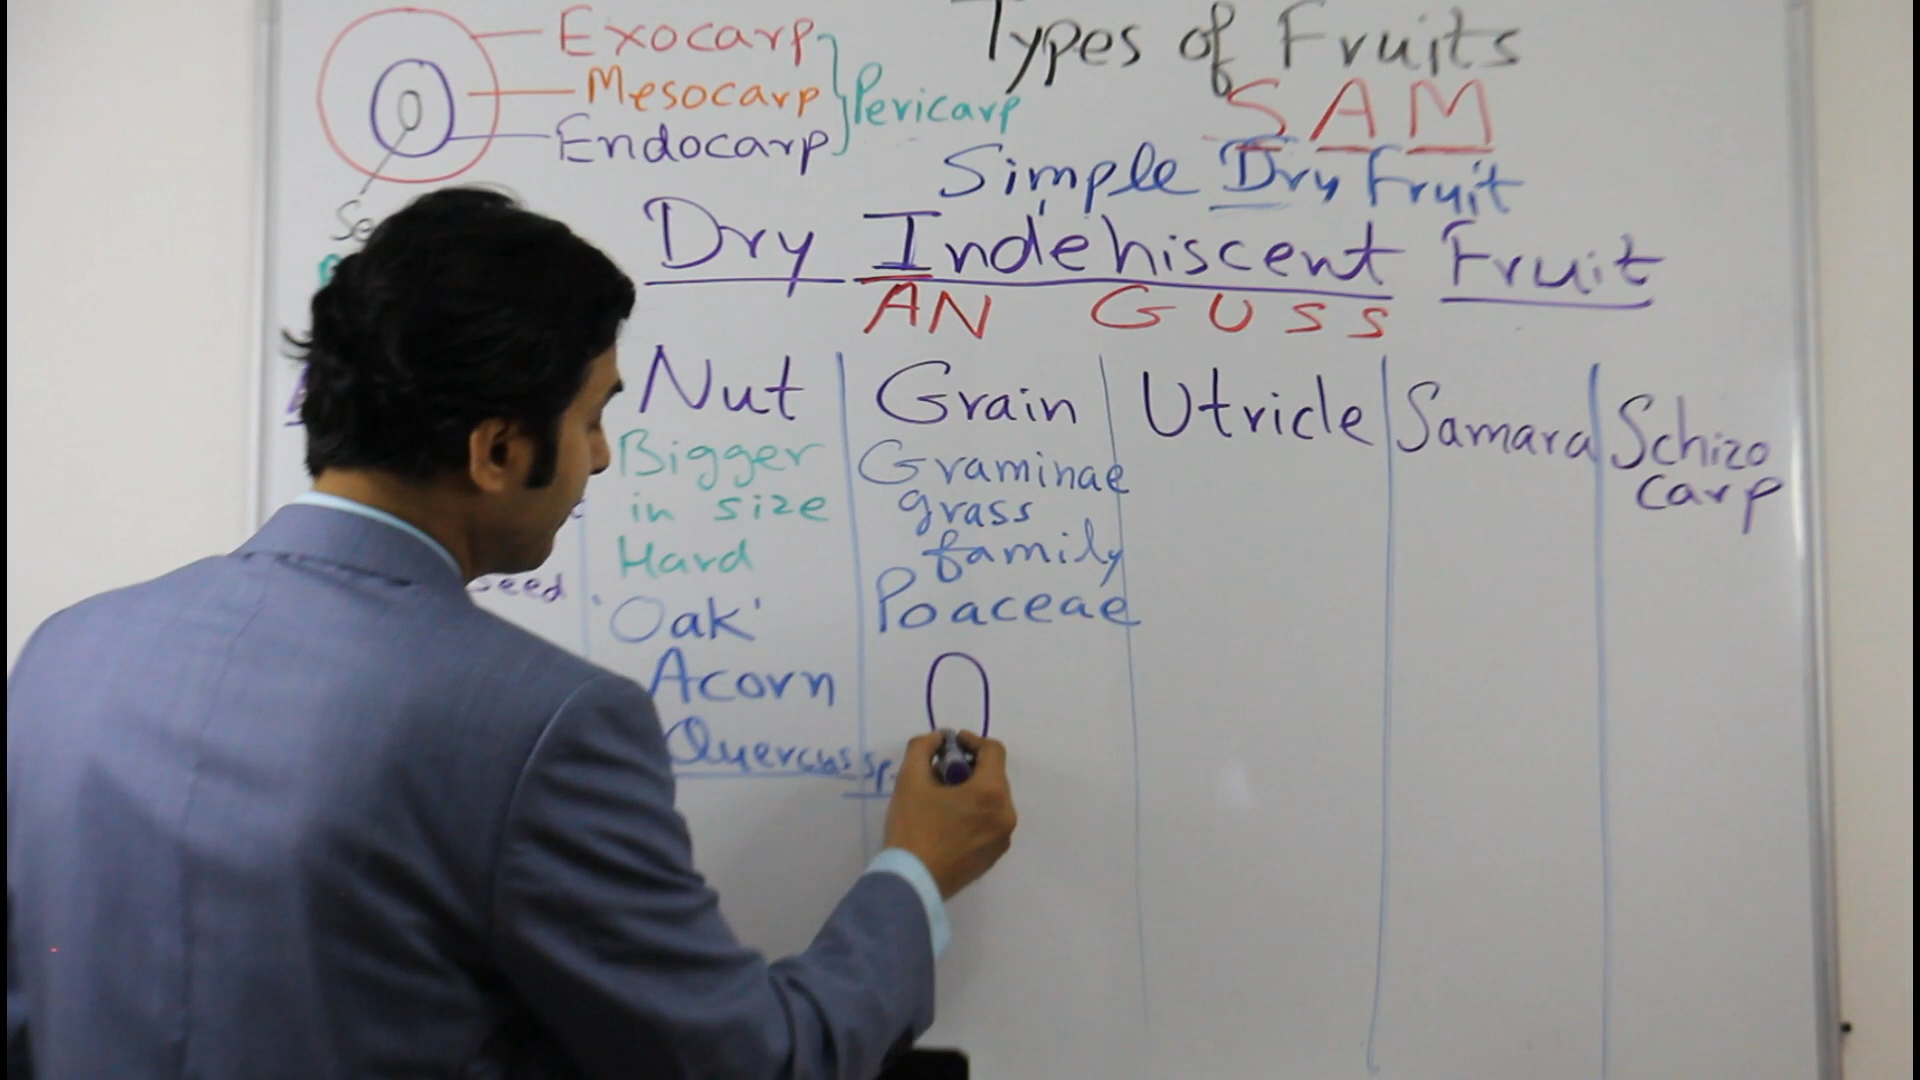 Types of Fruits
Exocarp
Mesocarp
Endocarp
Pericarp
SAM
Simple Dry Fruit
Dry Indehiscent Fruit
AN GUSS
Nut
Bigger
in size
Hard
'Oak'
Acorn
Quercus sp.
Grain
Graminae
grass
family
Poaceae
Utricle
Samara
Schizo
carp